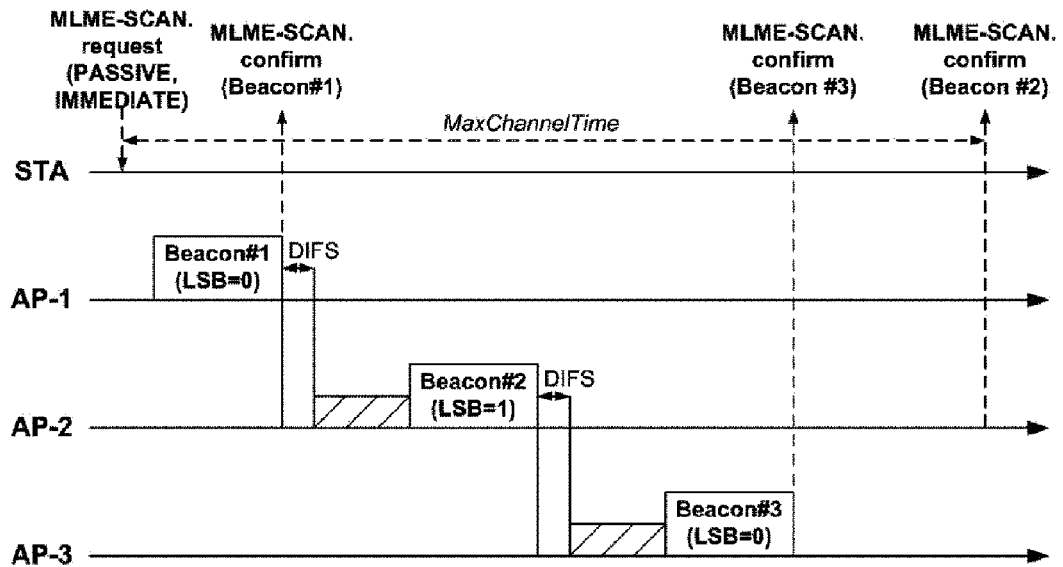 MLME-SCAN.
request
(PASSIVE,
IMMEDIATE)
MLME-SCAN.
confirm
(Beacon#1)
MLME-SCAN.
confirm
(Beacon #3)
MLME-SCAN.
confirm
(Beacon #2)
MaxChannelTime
STA
Beacon#1
(LSB=0)
DIFS
AP-1
Beacon#2
(LSB=1)
DIFS
AP-2
Beacon#3
(LSB=0)
AP-3